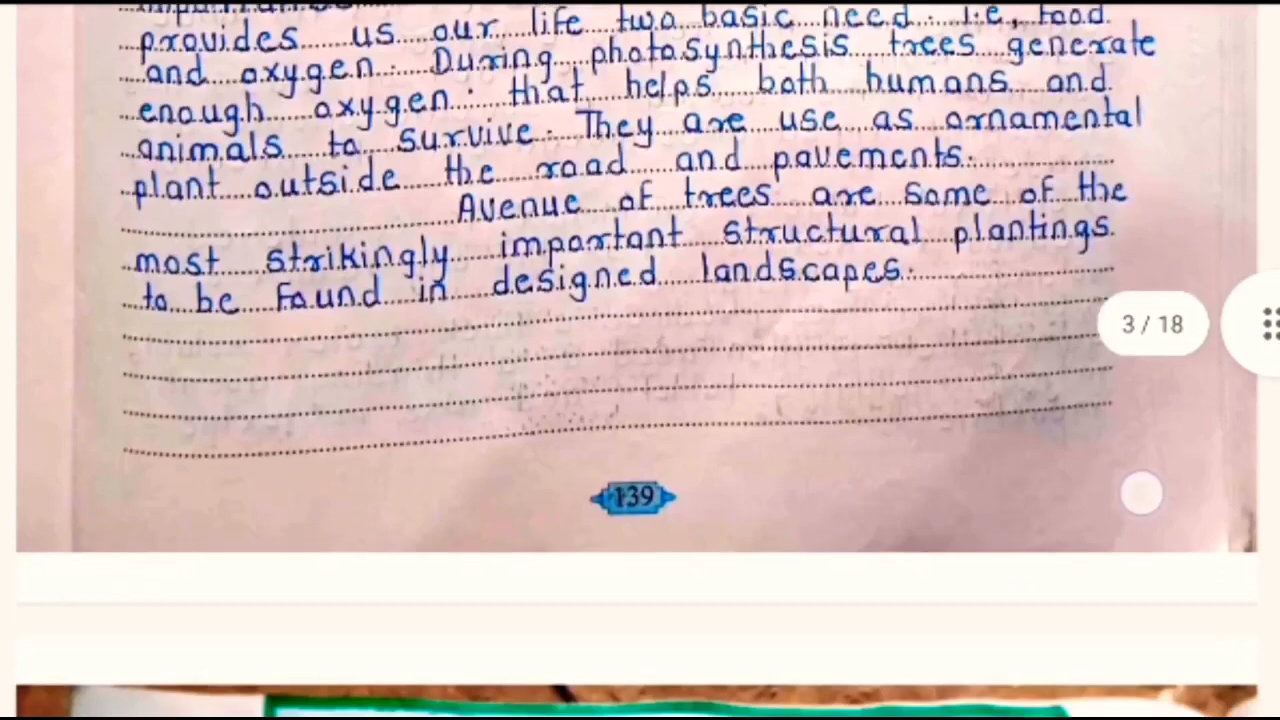 provides us our life two basic need. i.e, food
and oxygen. During photosynthesis trees generate
enough oxygen. that helps both humans and
animals to survive. They are use as ornamental
plant outside the road and pavements.
Avenue of trees are some of the
most strikingly important structural plantings
to be found in designed landscapes.
3 / 18
139